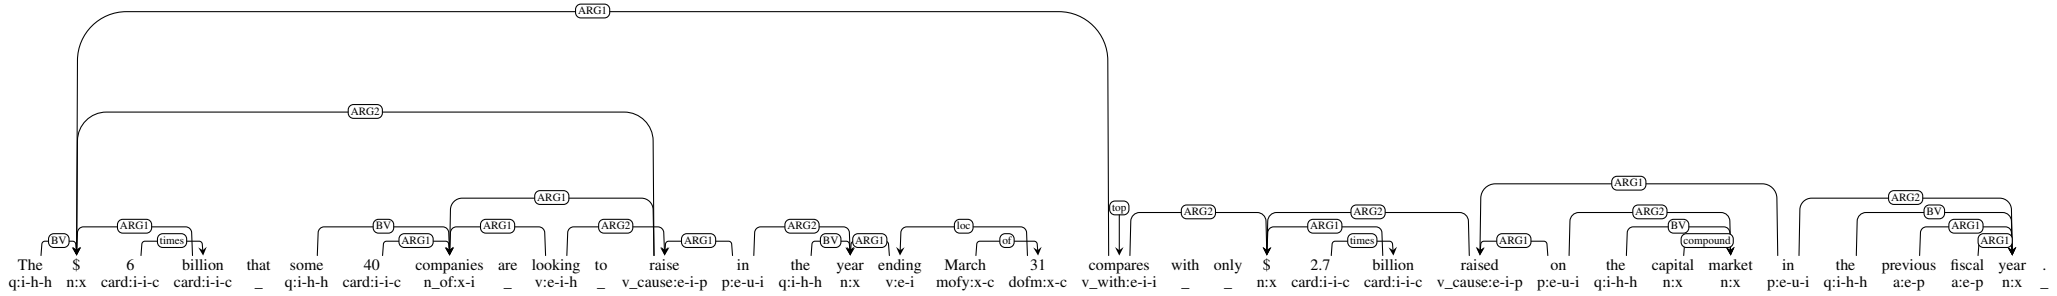 ARG1
ARG2
ARG1
top
BV ARG1 BV ARG1 ARG2 ARG2 loc ARG2 ARG1 ARG2 ARG2 BV ARG1
BV times ARG1 ARG1 BV ARG1 of times ARG1 BV compound ARG1
ARG1
ARG2
The $ 6 billion that some 40 companies are looking to raise in the year ending March 31 compares with only $ 2.7 billion raised on the capital market in the previous fiscal year .
q:i-h-h n:x card:i-i-c card:i-i-c _ q:i-h-h card:i-i-c n_of:x-i _ v:e-i-h _ v_cause:e-i-p p:e-u-i q:i-h-h n:x v:e-i mofy:x-c dofm:x-c v_with:e-i-i _ _ n:x card:i-i-c card:i-i-c v_cause:e-i-p p:e-u-i q:i-h-h n:x n:x p:e-u-i q:i-h-h a:e-p a:e-p n:x _